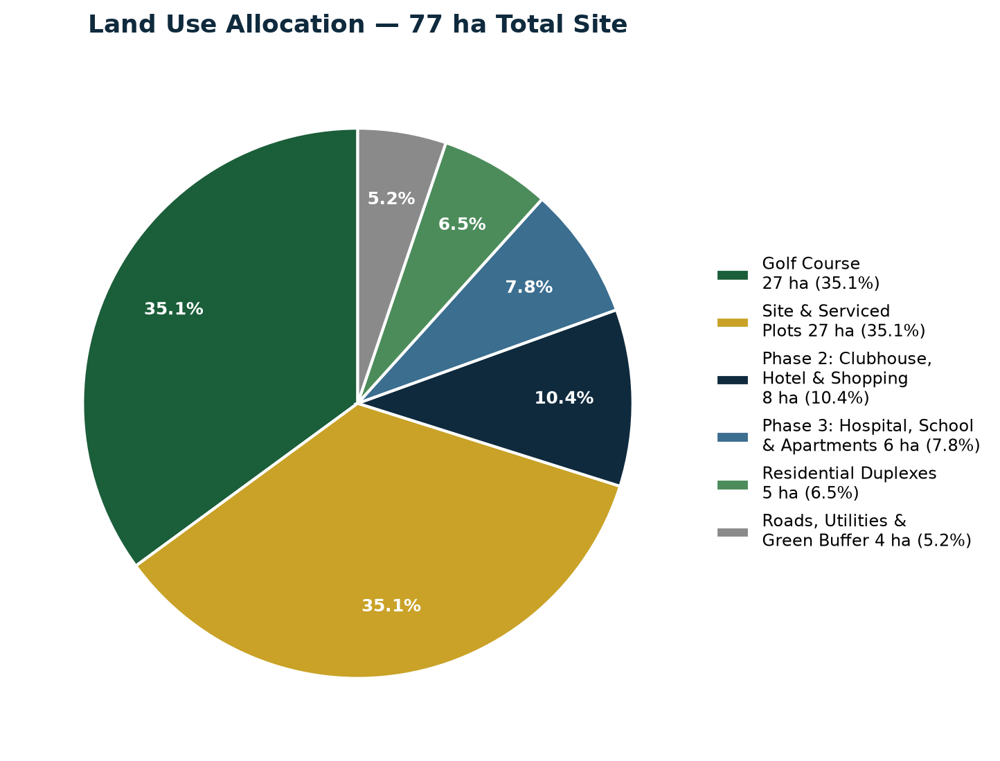 Land Use Allocation — 77 ha Total Site
5.2%
6.5%
7.8%
35.1%
10.4%
35.1%
Golf Course
27 ha (35.1%)
Site & Serviced
Plots 27 ha (35.1%)
Phase 2: Clubhouse,
Hotel & Shopping
8 ha (10.4%)
Phase 3: Hospital, School
& Apartments 6 ha (7.8%)
Residential Duplexes
5 ha (6.5%)
Roads, Utilities &
Green Buffer 4 ha (5.2%)